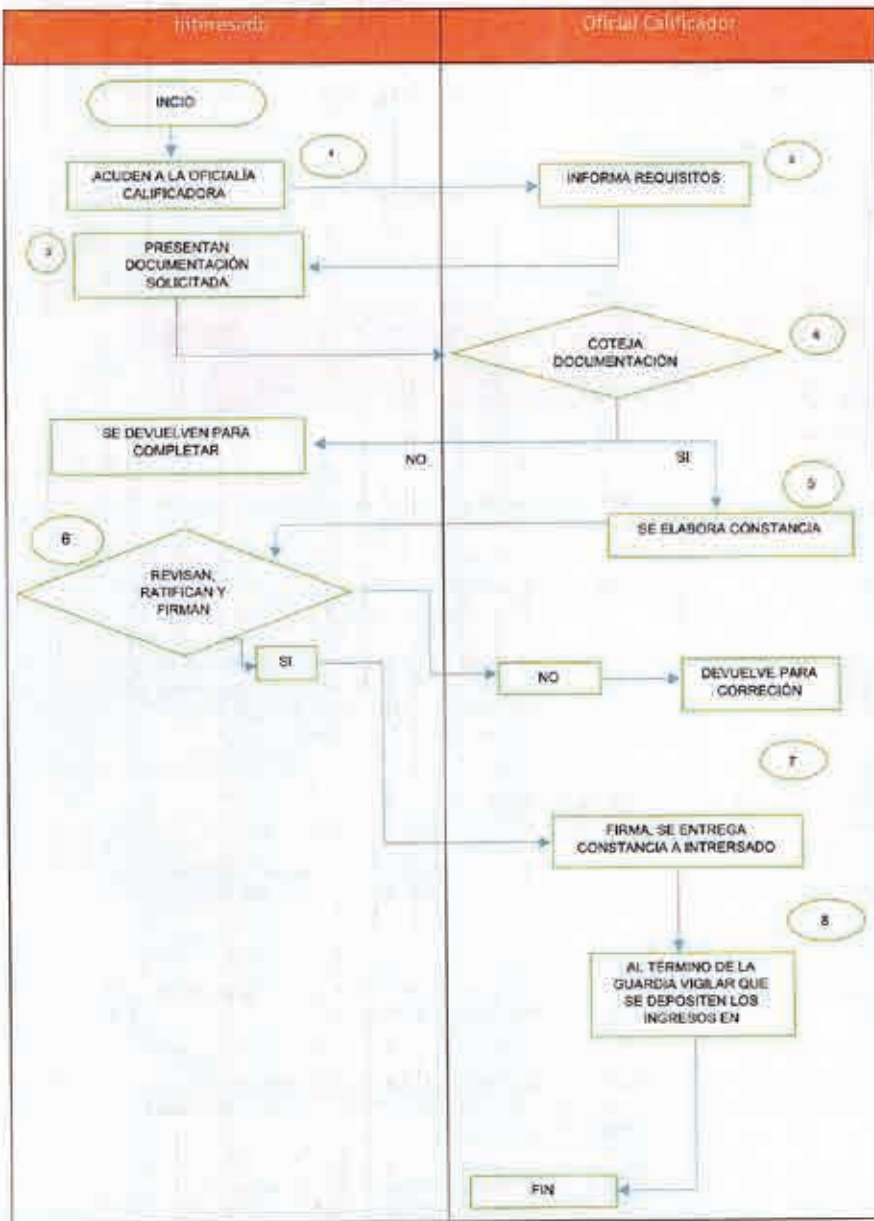 Interesado
Oficial Calificador
INCIO
1
ACUDEN A LA OFICIALÍA
CALIFICADORA
2
INFORMA REQUISITOS
3
PRESENTAN
DOCUMENTACIÓN
SOLICITADA
4
COTEJA
DOCUMENTACIÓN
SE DEVUELVEN PARA
COMPLETAR
NO
SI
5
SE ELABORA CONSTANCIA
6
REVISAN,
RATIFICAN Y
FIRMAN
SI
NO
DEVUELVE PARA
CORRECIÓN
7
FIRMA, SE ENTREGA
CONSTANCIA A INTRERSADO
8
AL TÉRMINO DE LA
GUARDIA VIGILAR QUE
SE DEPOSITEN LOS
INGRESOS EN
FIN